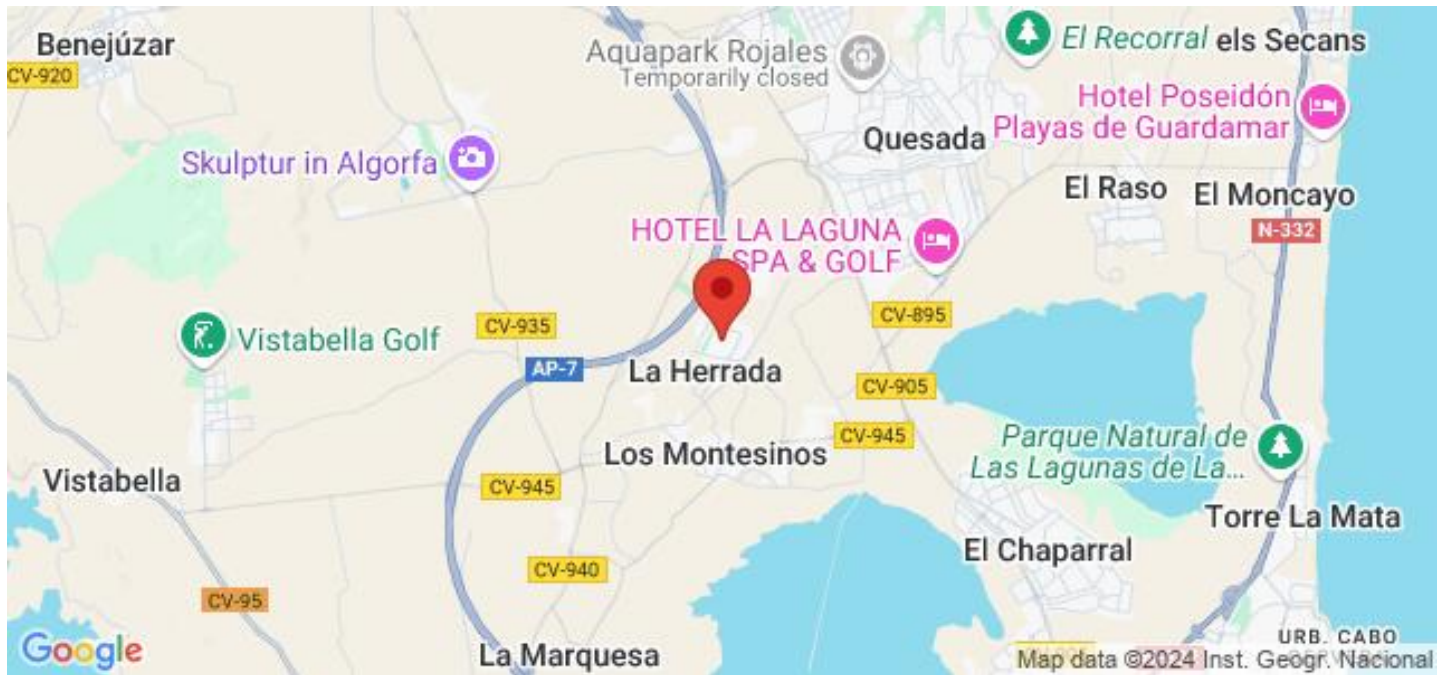 Benejúzar
CV-920
Aquapark Rojales
Temporarily closed
El Recorral
els Secans
Hotel Poseidón
Playas de Guardamar
Quesada
Skulptur in Algorfa
El Raso
El Moncayo
N-332
HOTEL LA LAGUNA
SPA & GOLF
CV-935
CV-895
Vistabella Golf
AP-7
La Herrada
CV-905
CV-945
Los Montesinos
Parque Natural de
Las Lagunas de La...
Vistabella
CV-945
Torre La Mata
El Chaparral
CV-940
CV-95
URB. CABO
La Marquesa
Google
Map data ©2024 Inst. Geogr. Nacional